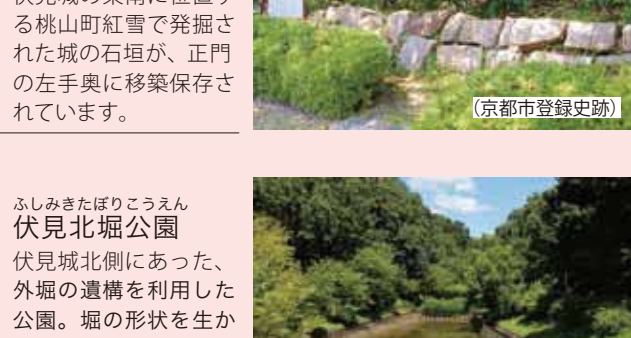 る桃山町紅雪で発掘さ
れた城の石垣が、正門
の左手奥に移築保存さ
れています。
(京都市登録史跡)
ふしみきたぼりこうえん
伏見北堀公園
伏見城北側にあった、
外堀の遺構を利用した
公園。堀の形状を生か